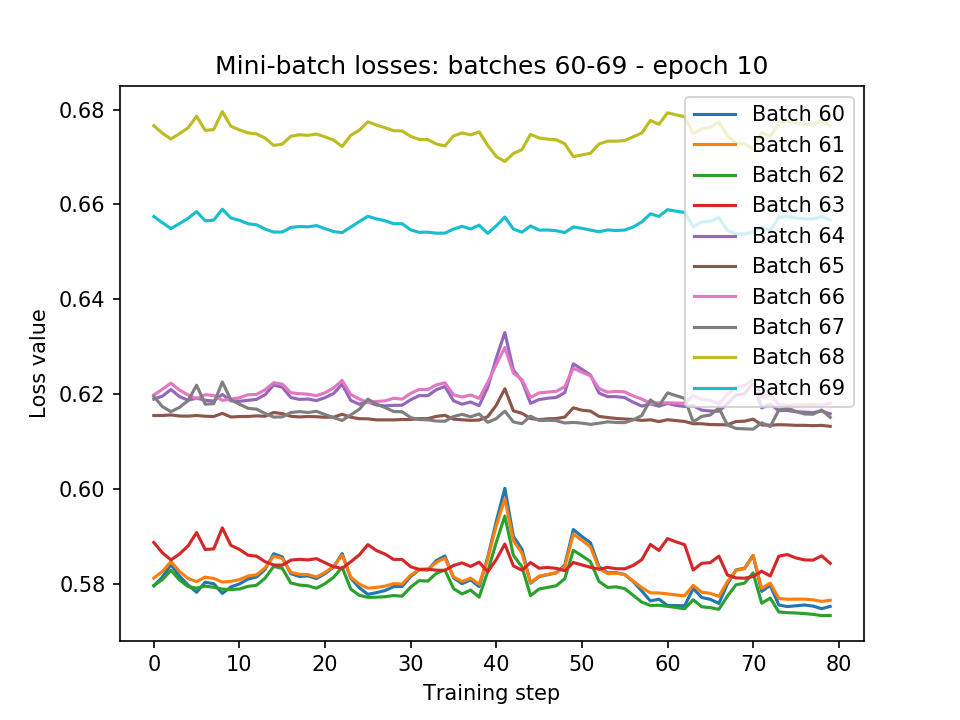 Mini-batch losses: batches 60-69 - epoch 10
0.68
0.66
0.64
0.62
0.60
0.58
Loss value
0 10 20 30 40 50 60 70 80
Training step
Batch 60
Batch 61
Batch 62
Batch 63
Batch 64
Batch 65
Batch 66
Batch 67
Batch 68
Batch 69